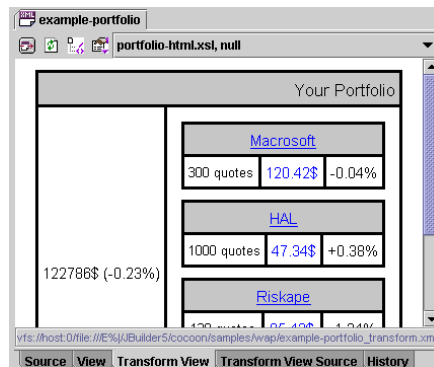 XML example-portfolio
portfolio-html.xsl, null
Your Portfolio
Macrosoft
300 quotes 120.42$ -0.04%
HAL
1000 quotes 47.34$ +0.38%
122786$ (-0.23%)
Riskape
vfs://host:0/file:///E%|/JBuilder5/cocoon/samples/wap/example-portfolio_transform.xm
Source View Transform View Transform View Source History